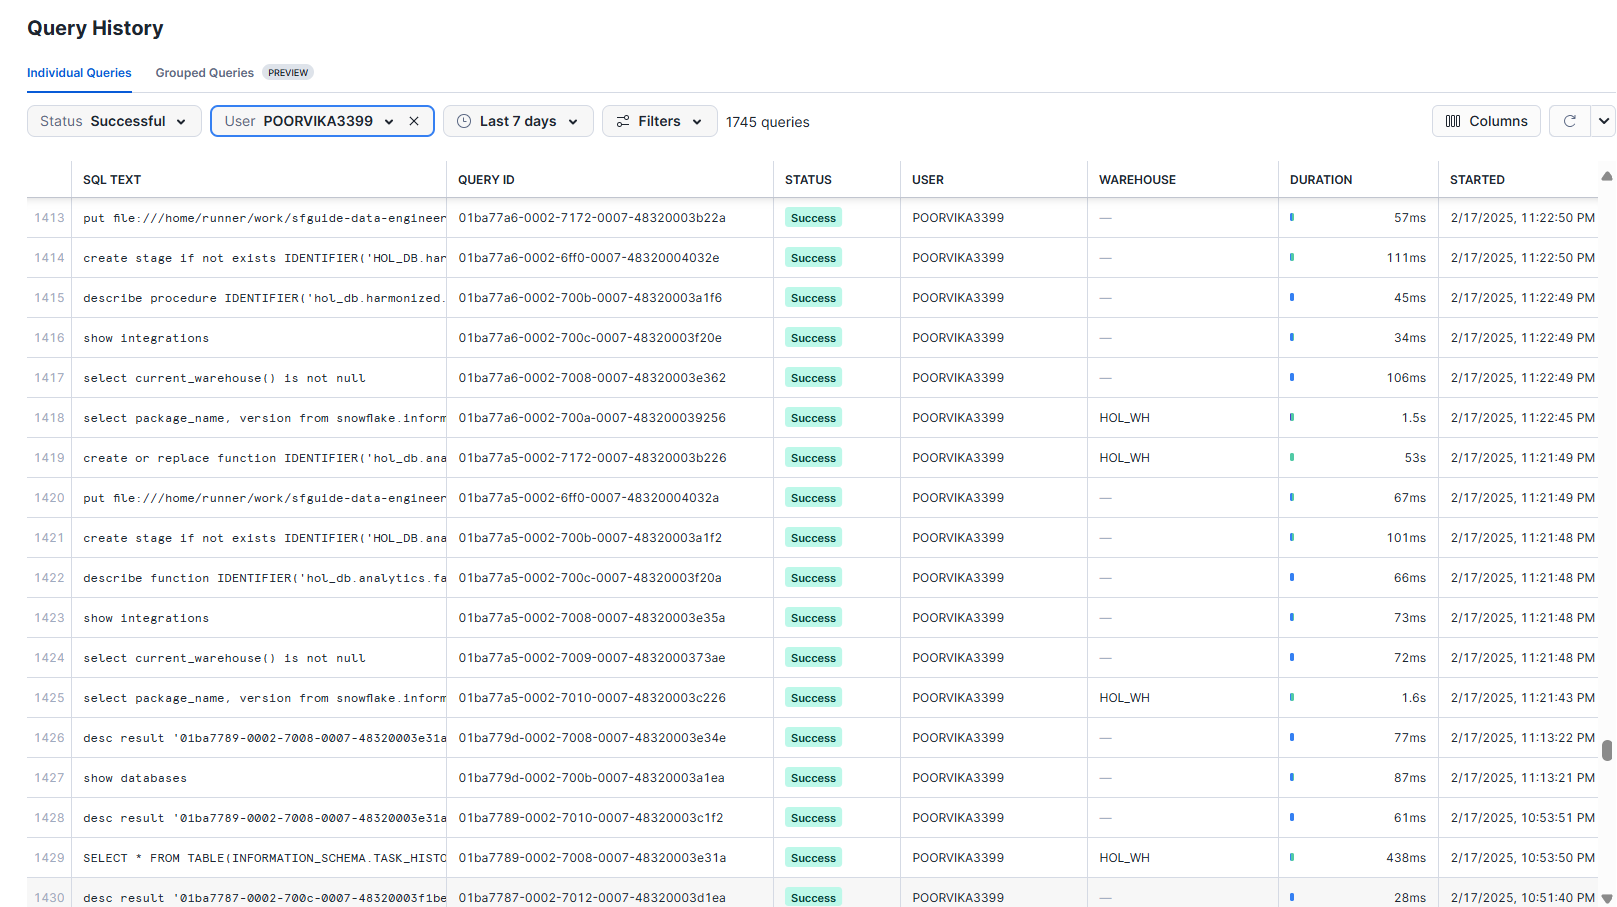 Query History
Individual Queries Grouped Queries PREVIEW
Status Successful User POORVIKA3399 Last 7 days Filters 1745 queries Columns
SQL TEXT QUERY ID STATUS USER WAREHOUSE DURATION STARTED
1413 put file:///home/runner/work/sfguide-data-engineer 01ba77a6-0002-7172-0007-48320003b22a Success POORVIKA3399 — 57ms 2/17/2025, 11:22:50 PM
1414 create stage if not exists IDENTIFIER('HOL_DB.har 01ba77a6-0002-6ff0-0007-48320004032e Success POORVIKA3399 — 111ms 2/17/2025, 11:22:50 PM
1415 describe procedure IDENTIFIER('hol_db.harmonized. 01ba77a6-0002-700b-0007-48320003a1f6 Success POORVIKA3399 — 45ms 2/17/2025, 11:22:49 PM
1416 show integrations 01ba77a6-0002-700c-0007-48320003f20e Success POORVIKA3399 — 34ms 2/17/2025, 11:22:49 PM
1417 select current_warehouse() is not null 01ba77a6-0002-7008-0007-48320003e362 Success POORVIKA3399 — 106ms 2/17/2025, 11:22:49 PM
1418 select package_name, version from snowflake.inform 01ba77a6-0002-700a-0007-483200039256 Success POORVIKA3399 HOL_WH 1.5s 2/17/2025, 11:22:45 PM
1419 create or replace function IDENTIFIER('hol_db.ana 01ba77a5-0002-7172-0007-48320003b226 Success POORVIKA3399 HOL_WH 53s 2/17/2025, 11:21:49 PM
1420 put file:///home/runner/work/sfguide-data-engineer 01ba77a5-0002-6ff0-0007-48320004032a Success POORVIKA3399 — 67ms 2/17/2025, 11:21:49 PM
1421 create stage if not exists IDENTIFIER('HOL_DB.ana 01ba77a5-0002-700b-0007-48320003a1f2 Success POORVIKA3399 — 101ms 2/17/2025, 11:21:48 PM
1422 describe function IDENTIFIER('hol_db.analytics.fa 01ba77a5-0002-700c-0007-48320003f20a Success POORVIKA3399 — 66ms 2/17/2025, 11:21:48 PM
1423 show integrations 01ba77a5-0002-7008-0007-48320003e35a Success POORVIKA3399 — 73ms 2/17/2025, 11:21:48 PM
1424 select current_warehouse() is not null 01ba77a5-0002-7009-0007-4832000373ae Success POORVIKA3399 — 72ms 2/17/2025, 11:21:48 PM
1425 select package_name, version from snowflake.inform 01ba77a5-0002-7010-0007-48320003c226 Success POORVIKA3399 HOL_WH 1.6s 2/17/2025, 11:21:43 PM
1426 desc result '01ba7789-0002-7008-0007-48320003e31a 01ba779d-0002-7008-0007-48320003e34e Success POORVIKA3399 — 77ms 2/17/2025, 11:13:22 PM
1427 show databases 01ba779d-0002-700b-0007-48320003a1ea Success POORVIKA3399 — 87ms 2/17/2025, 11:13:21 PM
1428 desc result '01ba7789-0002-7008-0007-48320003e31a 01ba7789-0002-7010-0007-48320003c1f2 Success POORVIKA3399 — 61ms 2/17/2025, 10:53:51 PM
1429 SELECT * FROM TABLE(INFORMATION_SCHEMA.TASK_HISTO 01ba7789-0002-7008-0007-48320003e31a Success POORVIKA3399 HOL_WH 438ms 2/17/2025, 10:53:50 PM
1430 desc result '01ba7787-0002-700c-0007-48320003f1be 01ba7787-0002-7012-0007-48320003d1ea Success POORVIKA3399 — 28ms 2/17/2025, 10:51:40 PM